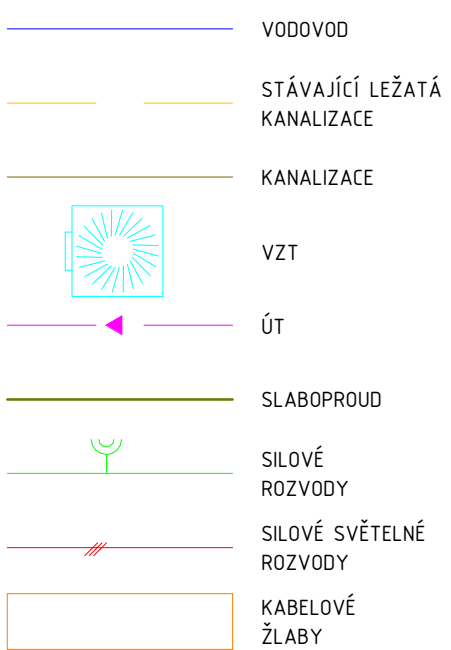 VODOVOD
STÁVAJÍCÍ LEŽATÁ
KANALIZACE
KANALIZACE
VZT
ÚT
SLABOPROUD
SILOVÉ
ROZVODY
SILOVÉ SVĚTELNÉ
ROZVODY
KABELOVÉ
ŽLABY